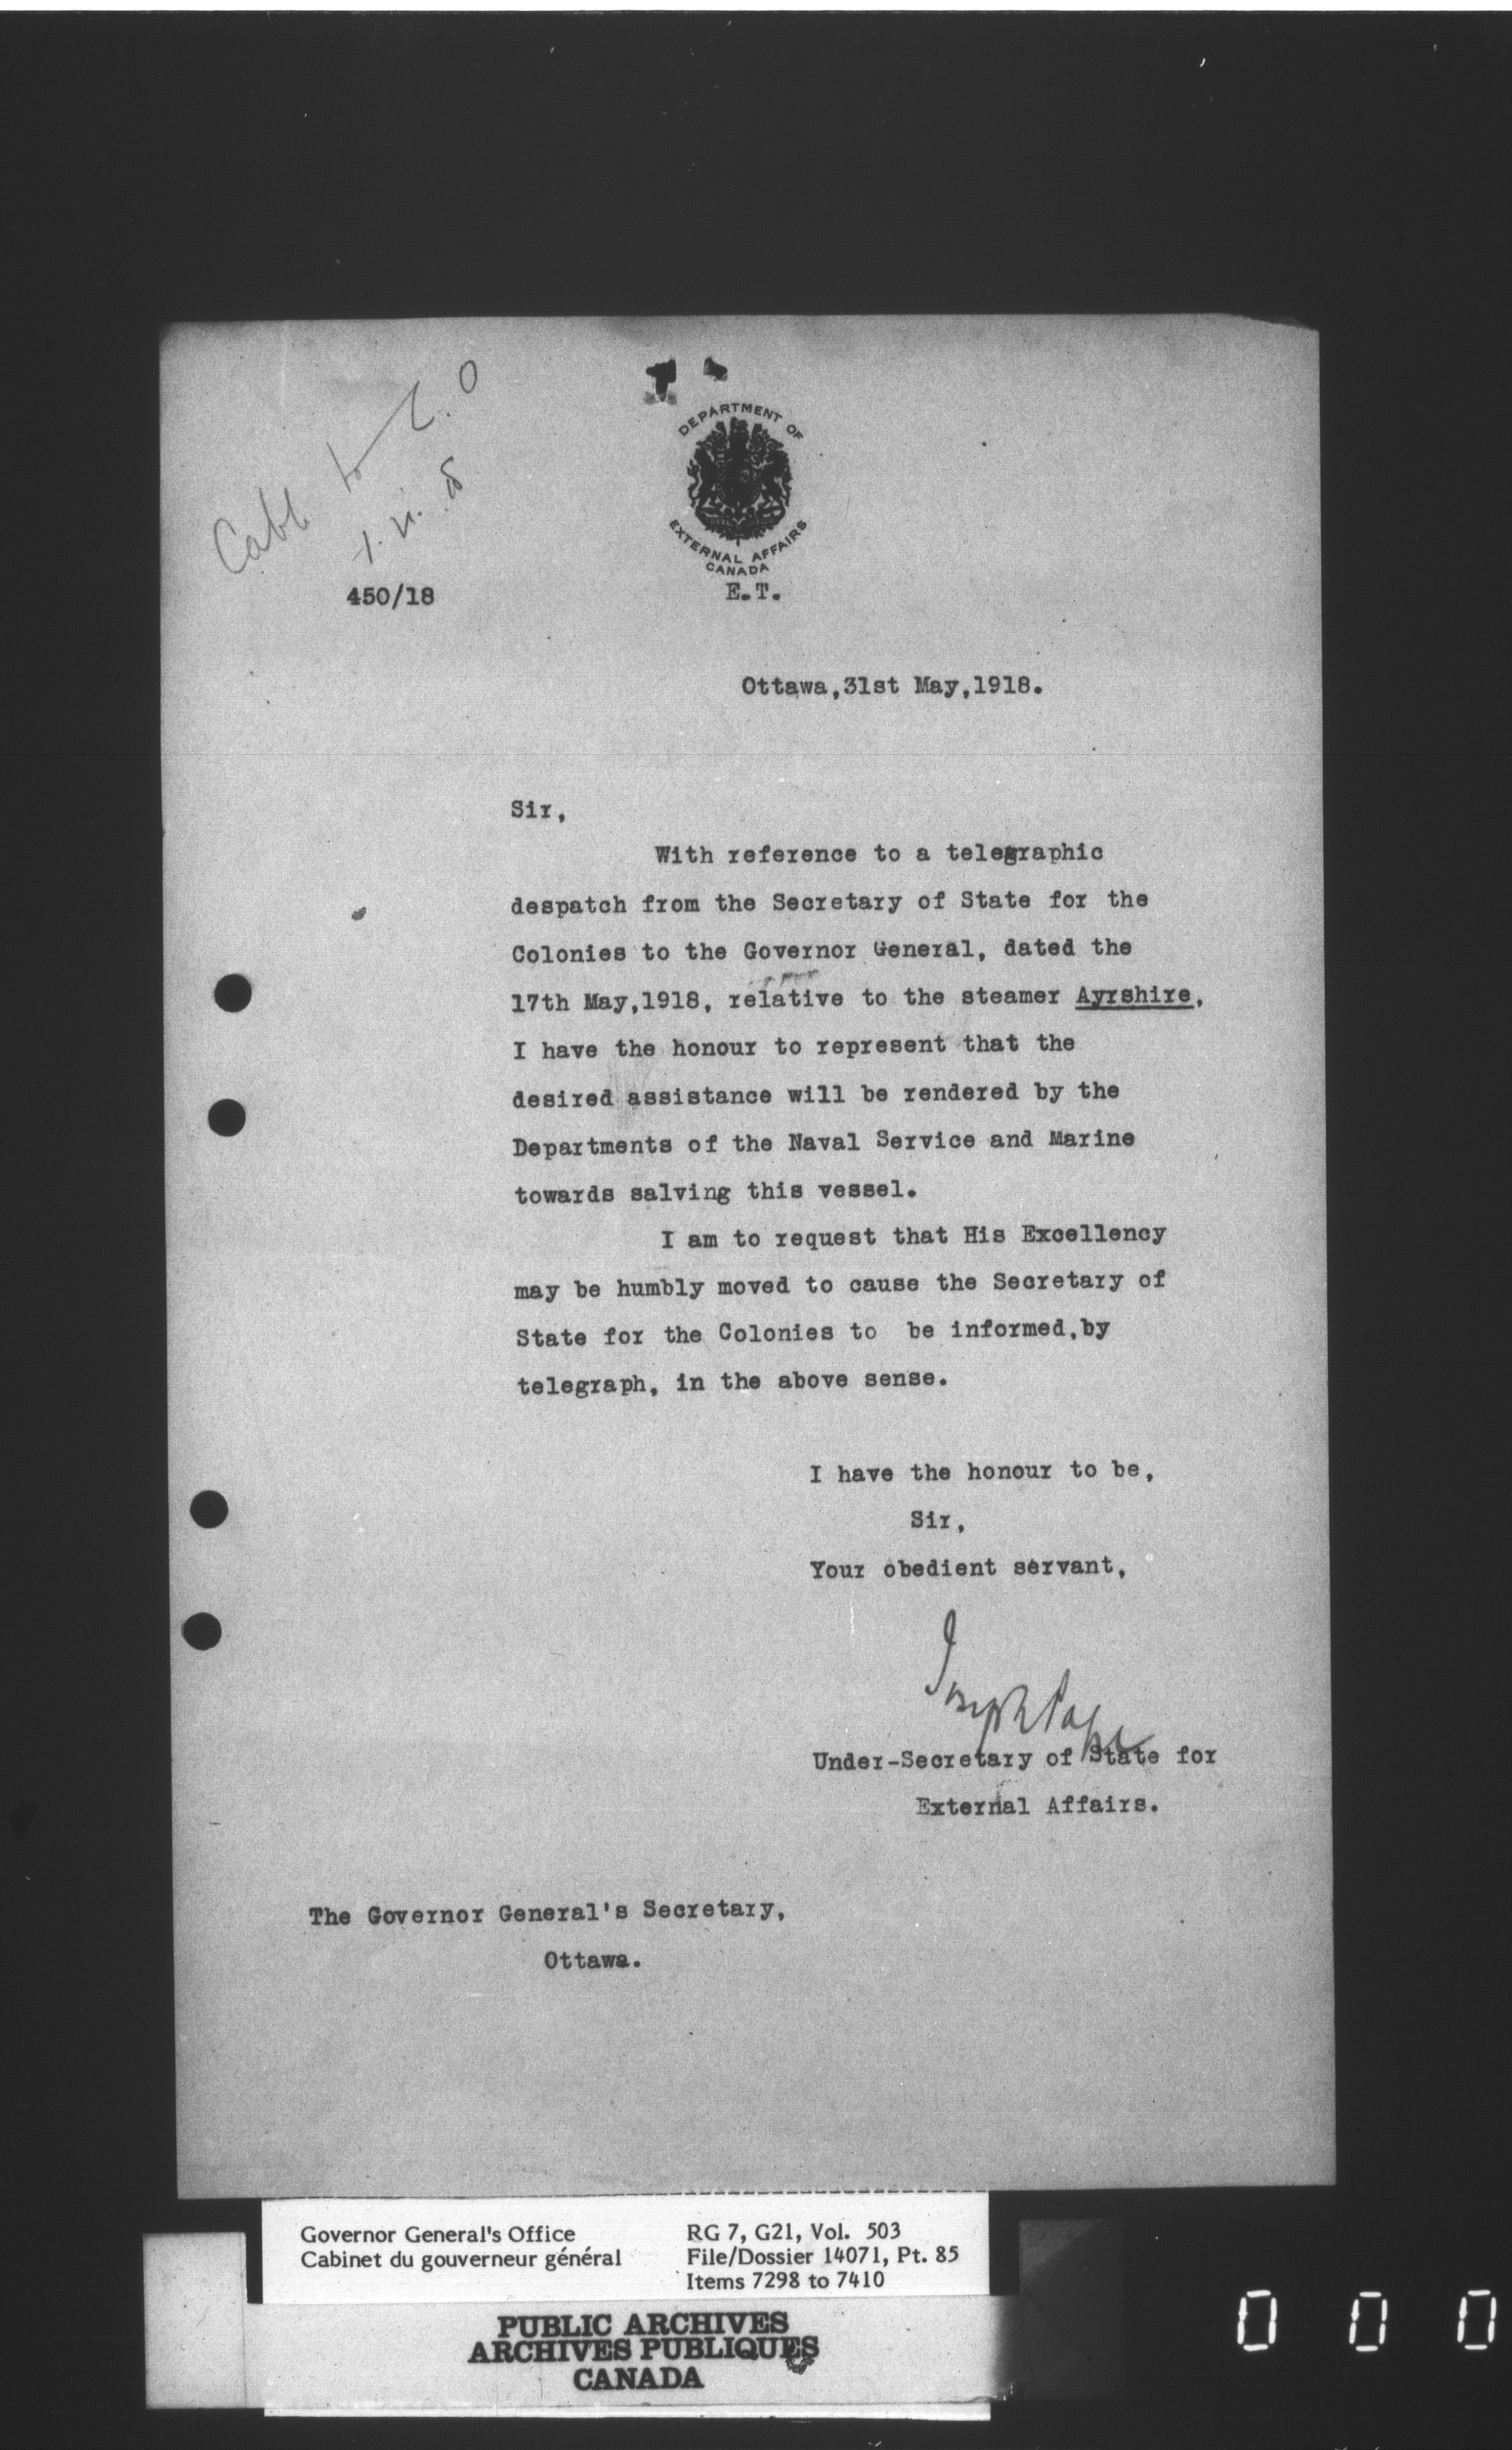 Cable to C.O
1.VI.18
DEPARTMENT OF
EXTERNAL AFFAIRS
CANADA
450/18
E.T.
Ottawa,31st May,1918.
Sir,
With reference to a telegraphic
despatch from the Secretary of State for the
Colonies to the Governor General, dated the
17th May,1918, relative to the steamer Ayrshire,
I have the honour to represent that the
desired assistance will be rendered by the
Departments of the Naval Service and Marine
towards salving this vessel.
I am to request that His Excellency
may be humbly moved to cause the Secretary of
State for the Colonies to be informed,by
telegraph, in the above sense.
I have the honour to be,
Sir,
Your obedient servant,
Joseph Pope
Under-Secretary of State for
External Affairs.
The Governor General's Secretary,
Ottawa.
Governor General's Office
Cabinet du gouverneur général
RG 7, G21, Vol. 503
File/Dossier 14071, Pt. 85
Items 7298 to 7410
PUBLIC ARCHIVES
ARCHIVES PUBLIQUES
CANADA
0 0 0